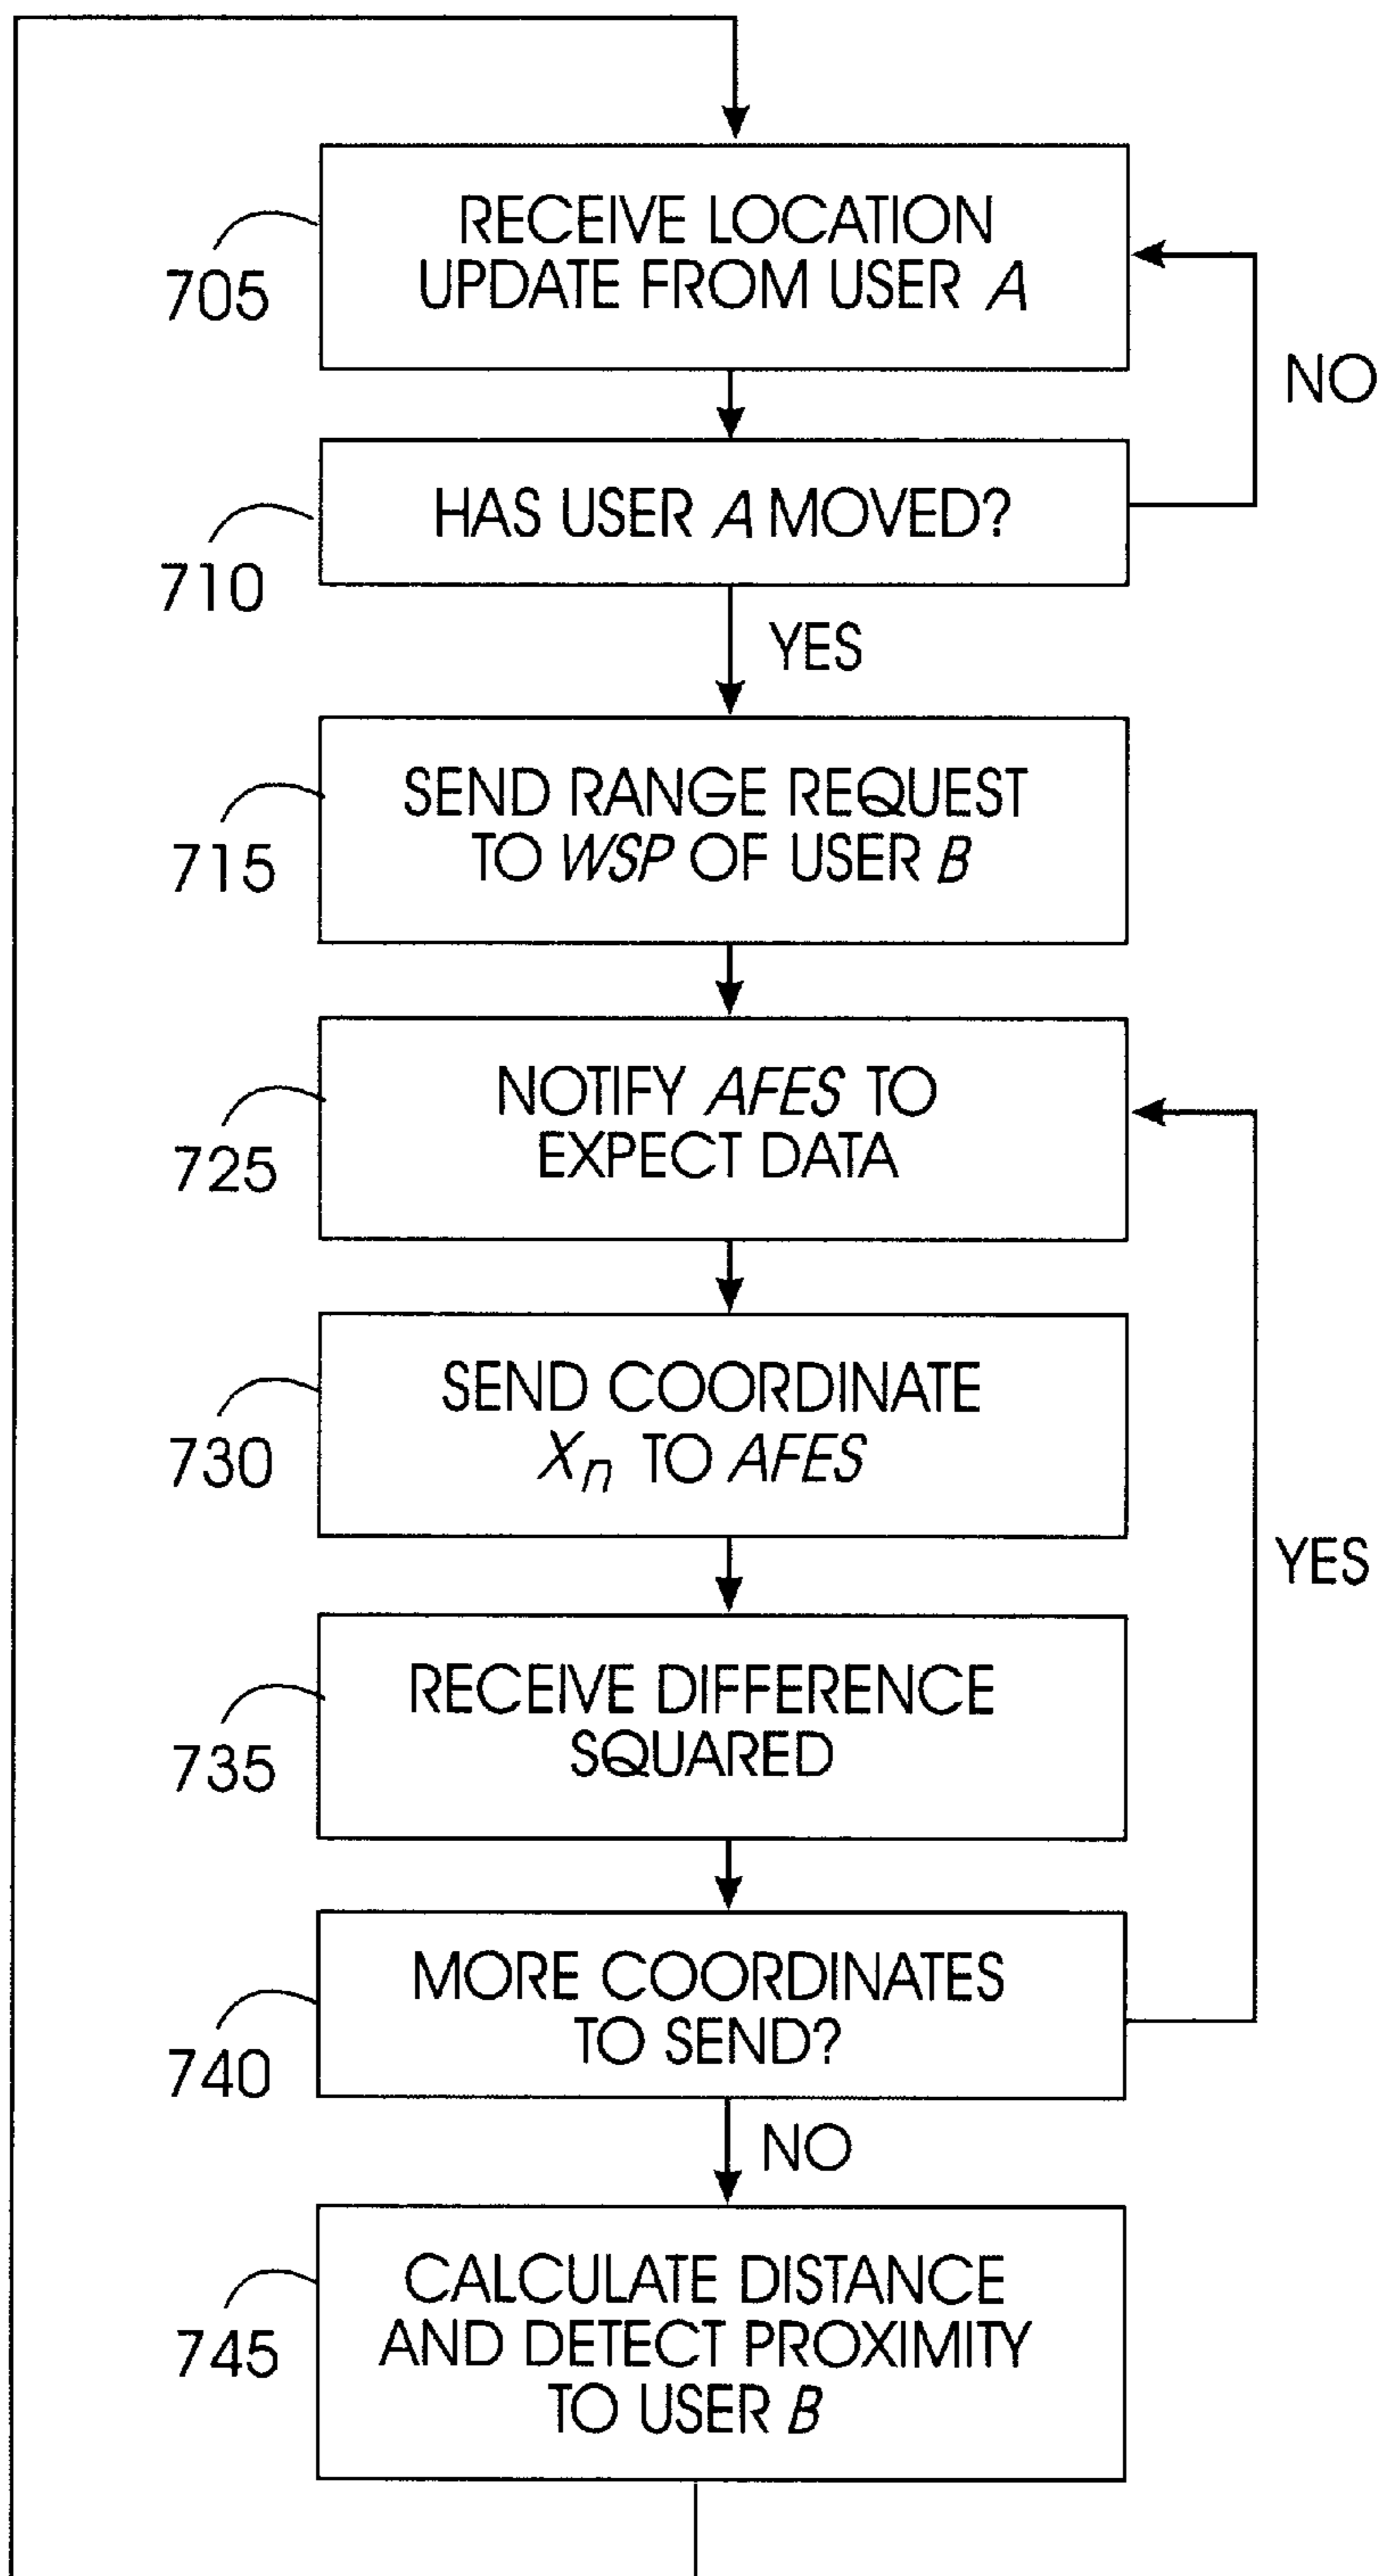 RECEIVE LOCATION
UPDATE FROM USER A
705
NO
HAS USER A MOVED?
710
YES
SEND RANGE REQUEST
TO WSP OF USER B
715
NOTIFY AFES TO
EXPECT DATA
725
SEND COORDINATE
Xn TO AFES
730
YES
RECEIVE DIFFERENCE
SQUARED
735
MORE COORDINATES
TO SEND?
740
NO
CALCULATE DISTANCE
AND DETECT PROXIMITY
TO USER B
745